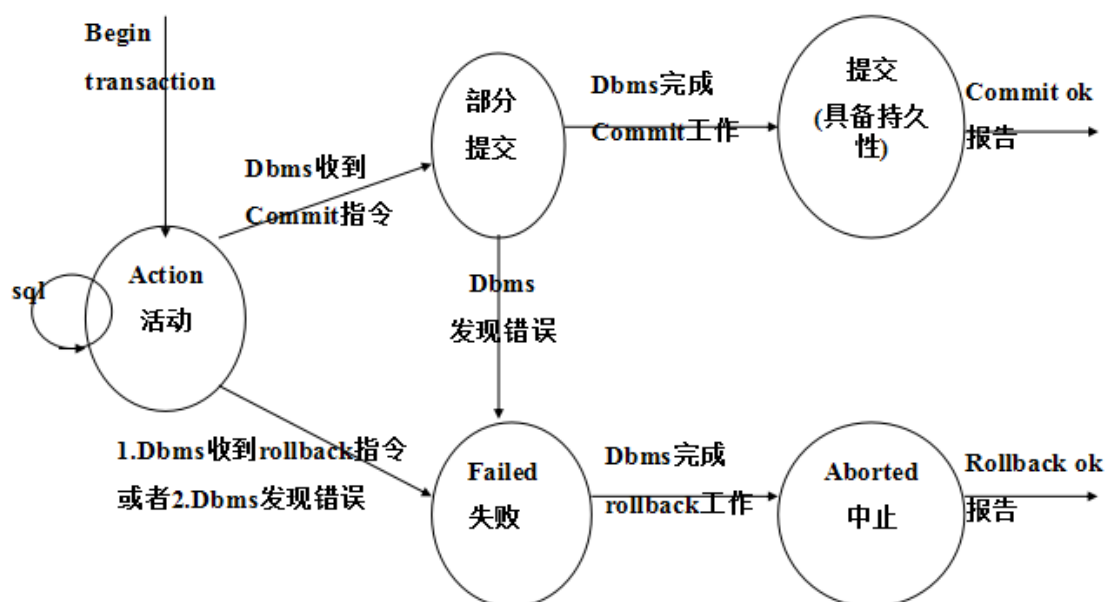 Begin
transaction
部分
提交
Dbms完成
Commit工作
提交
(具备持久
性)
Commit ok
报告
Dbms收到
Commit指令
sql
Action
活动
Dbms
发现错误
1.Dbms收到rollback指令
或者2.Dbms发现错误
Failed
失败
Dbms完成
rollback工作
Aborted
中止
Rollback ok
报告